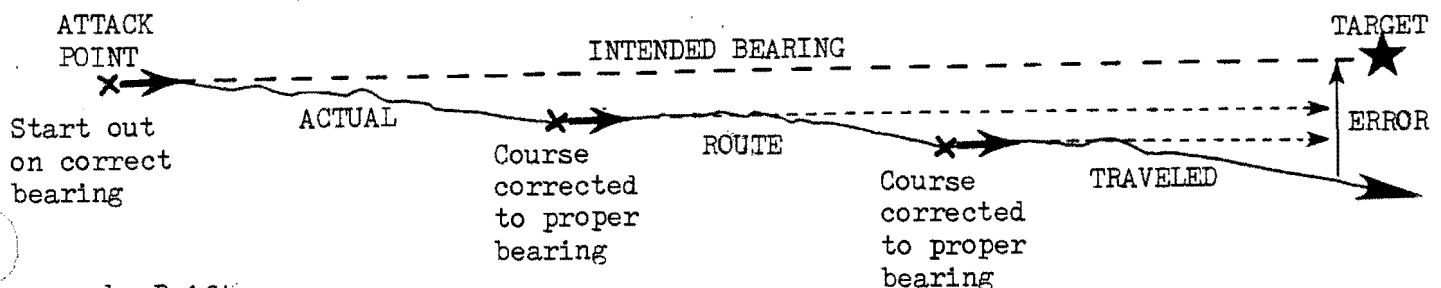 ATTACK
POINT
INTENDED BEARING
TARGET
Start out
on correct
bearing
ACTUAL
Course
corrected
to proper
bearing
ROUTE
Course
corrected
to proper
bearing
TRAVELED
ERROR